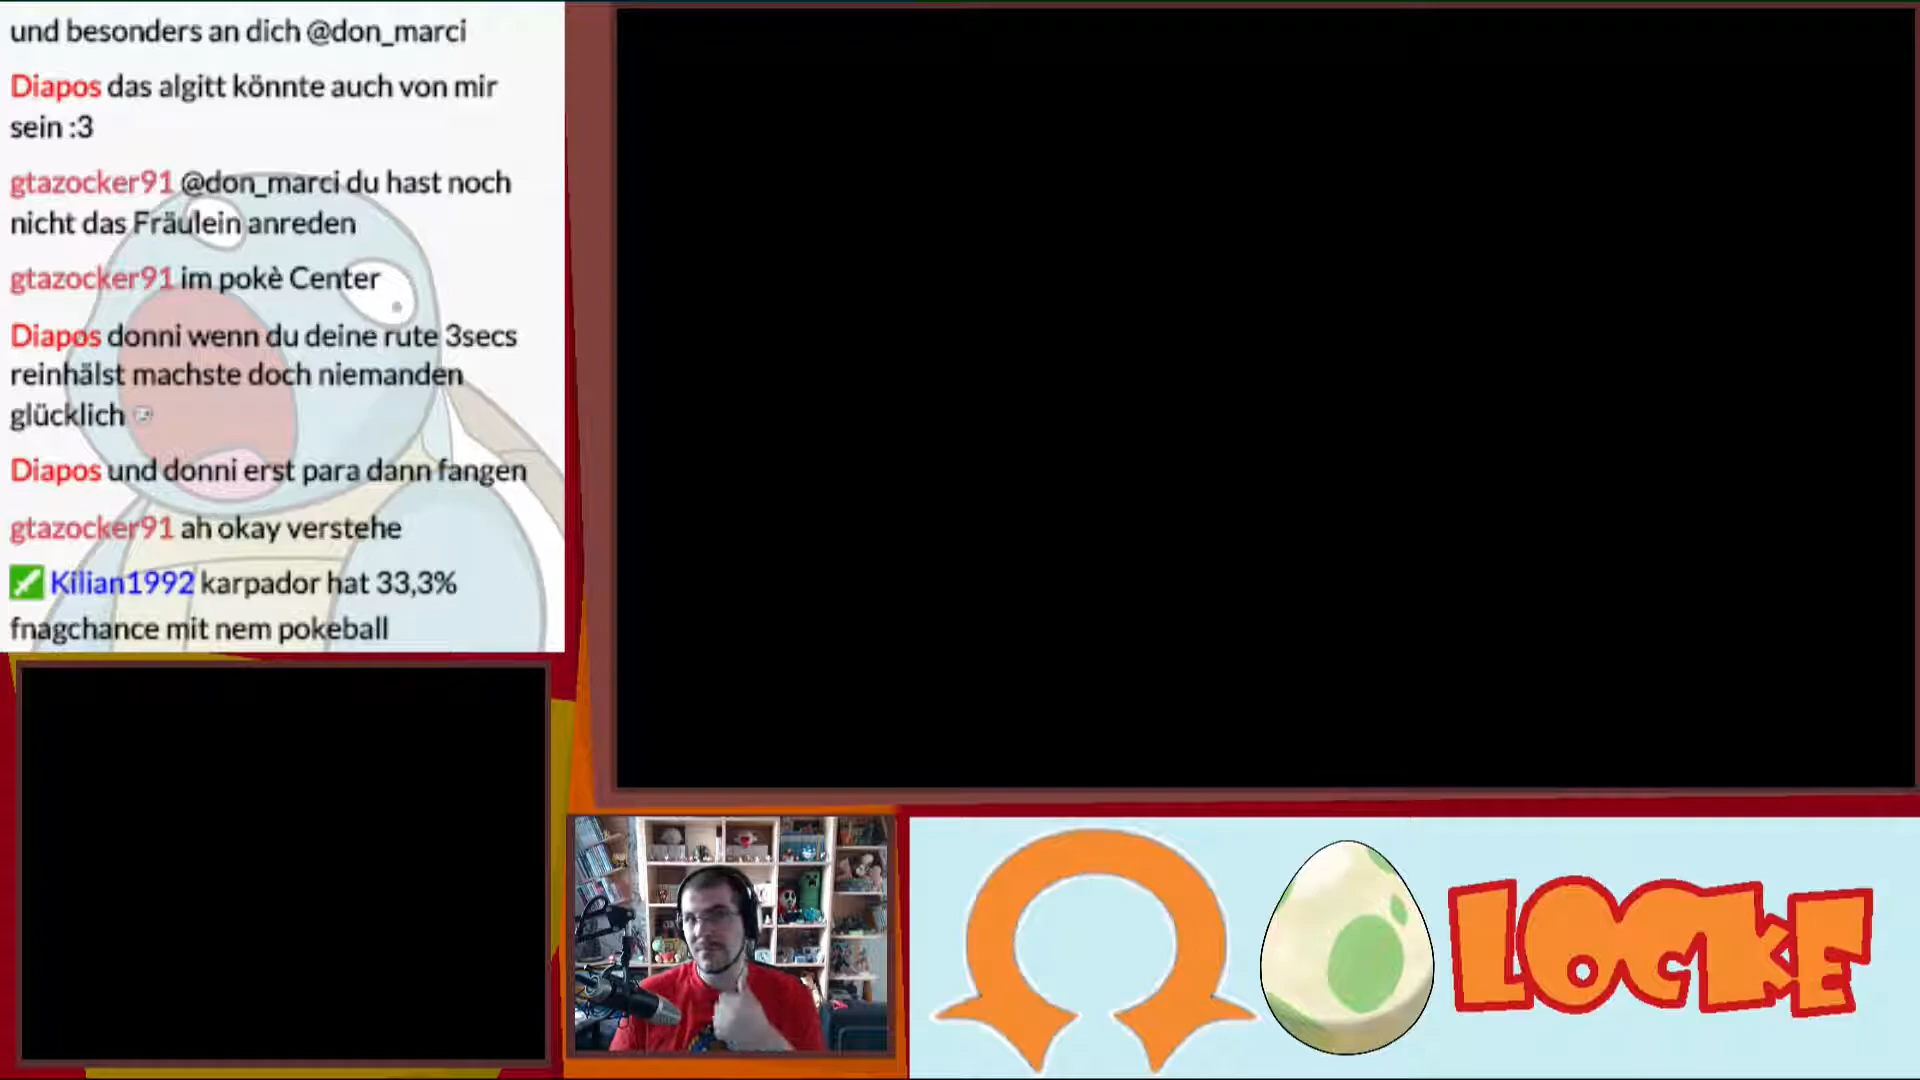 und besonders an dich @don_marci
Diapos das algitt könnte auch von mir
sein :3
gtazocker91 @don_marci du hast noch
nicht das Fräulein anreden
gtazocker91 im pokè Center
Diapos donni wenn du deine rute 3secs
reinhälst machste doch niemanden
glücklich
Diapos und donni erst para dann fangen
gtazocker91 ah okay verstehe
Kilian1992 karpador hat 33,3%
fnagchance mit nem pokeball
Ω LOCKE